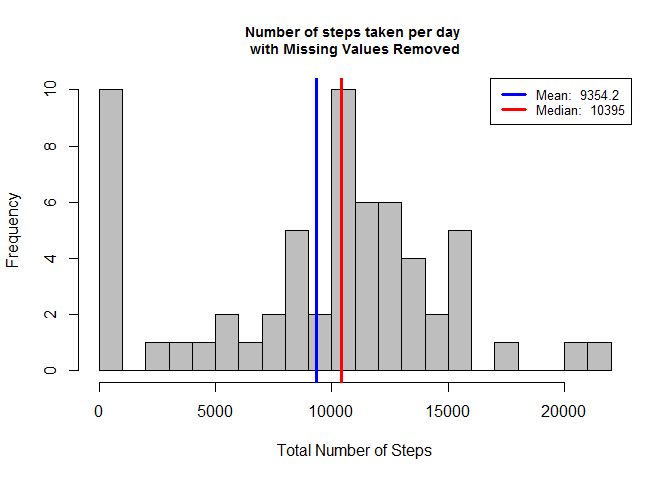 Number of steps taken per day
with Missing Values Removed
Mean: 9354.2
Median: 10395
Frequency
10
8
6
4
2
0
0 5000 10000 15000 20000
Total Number of Steps